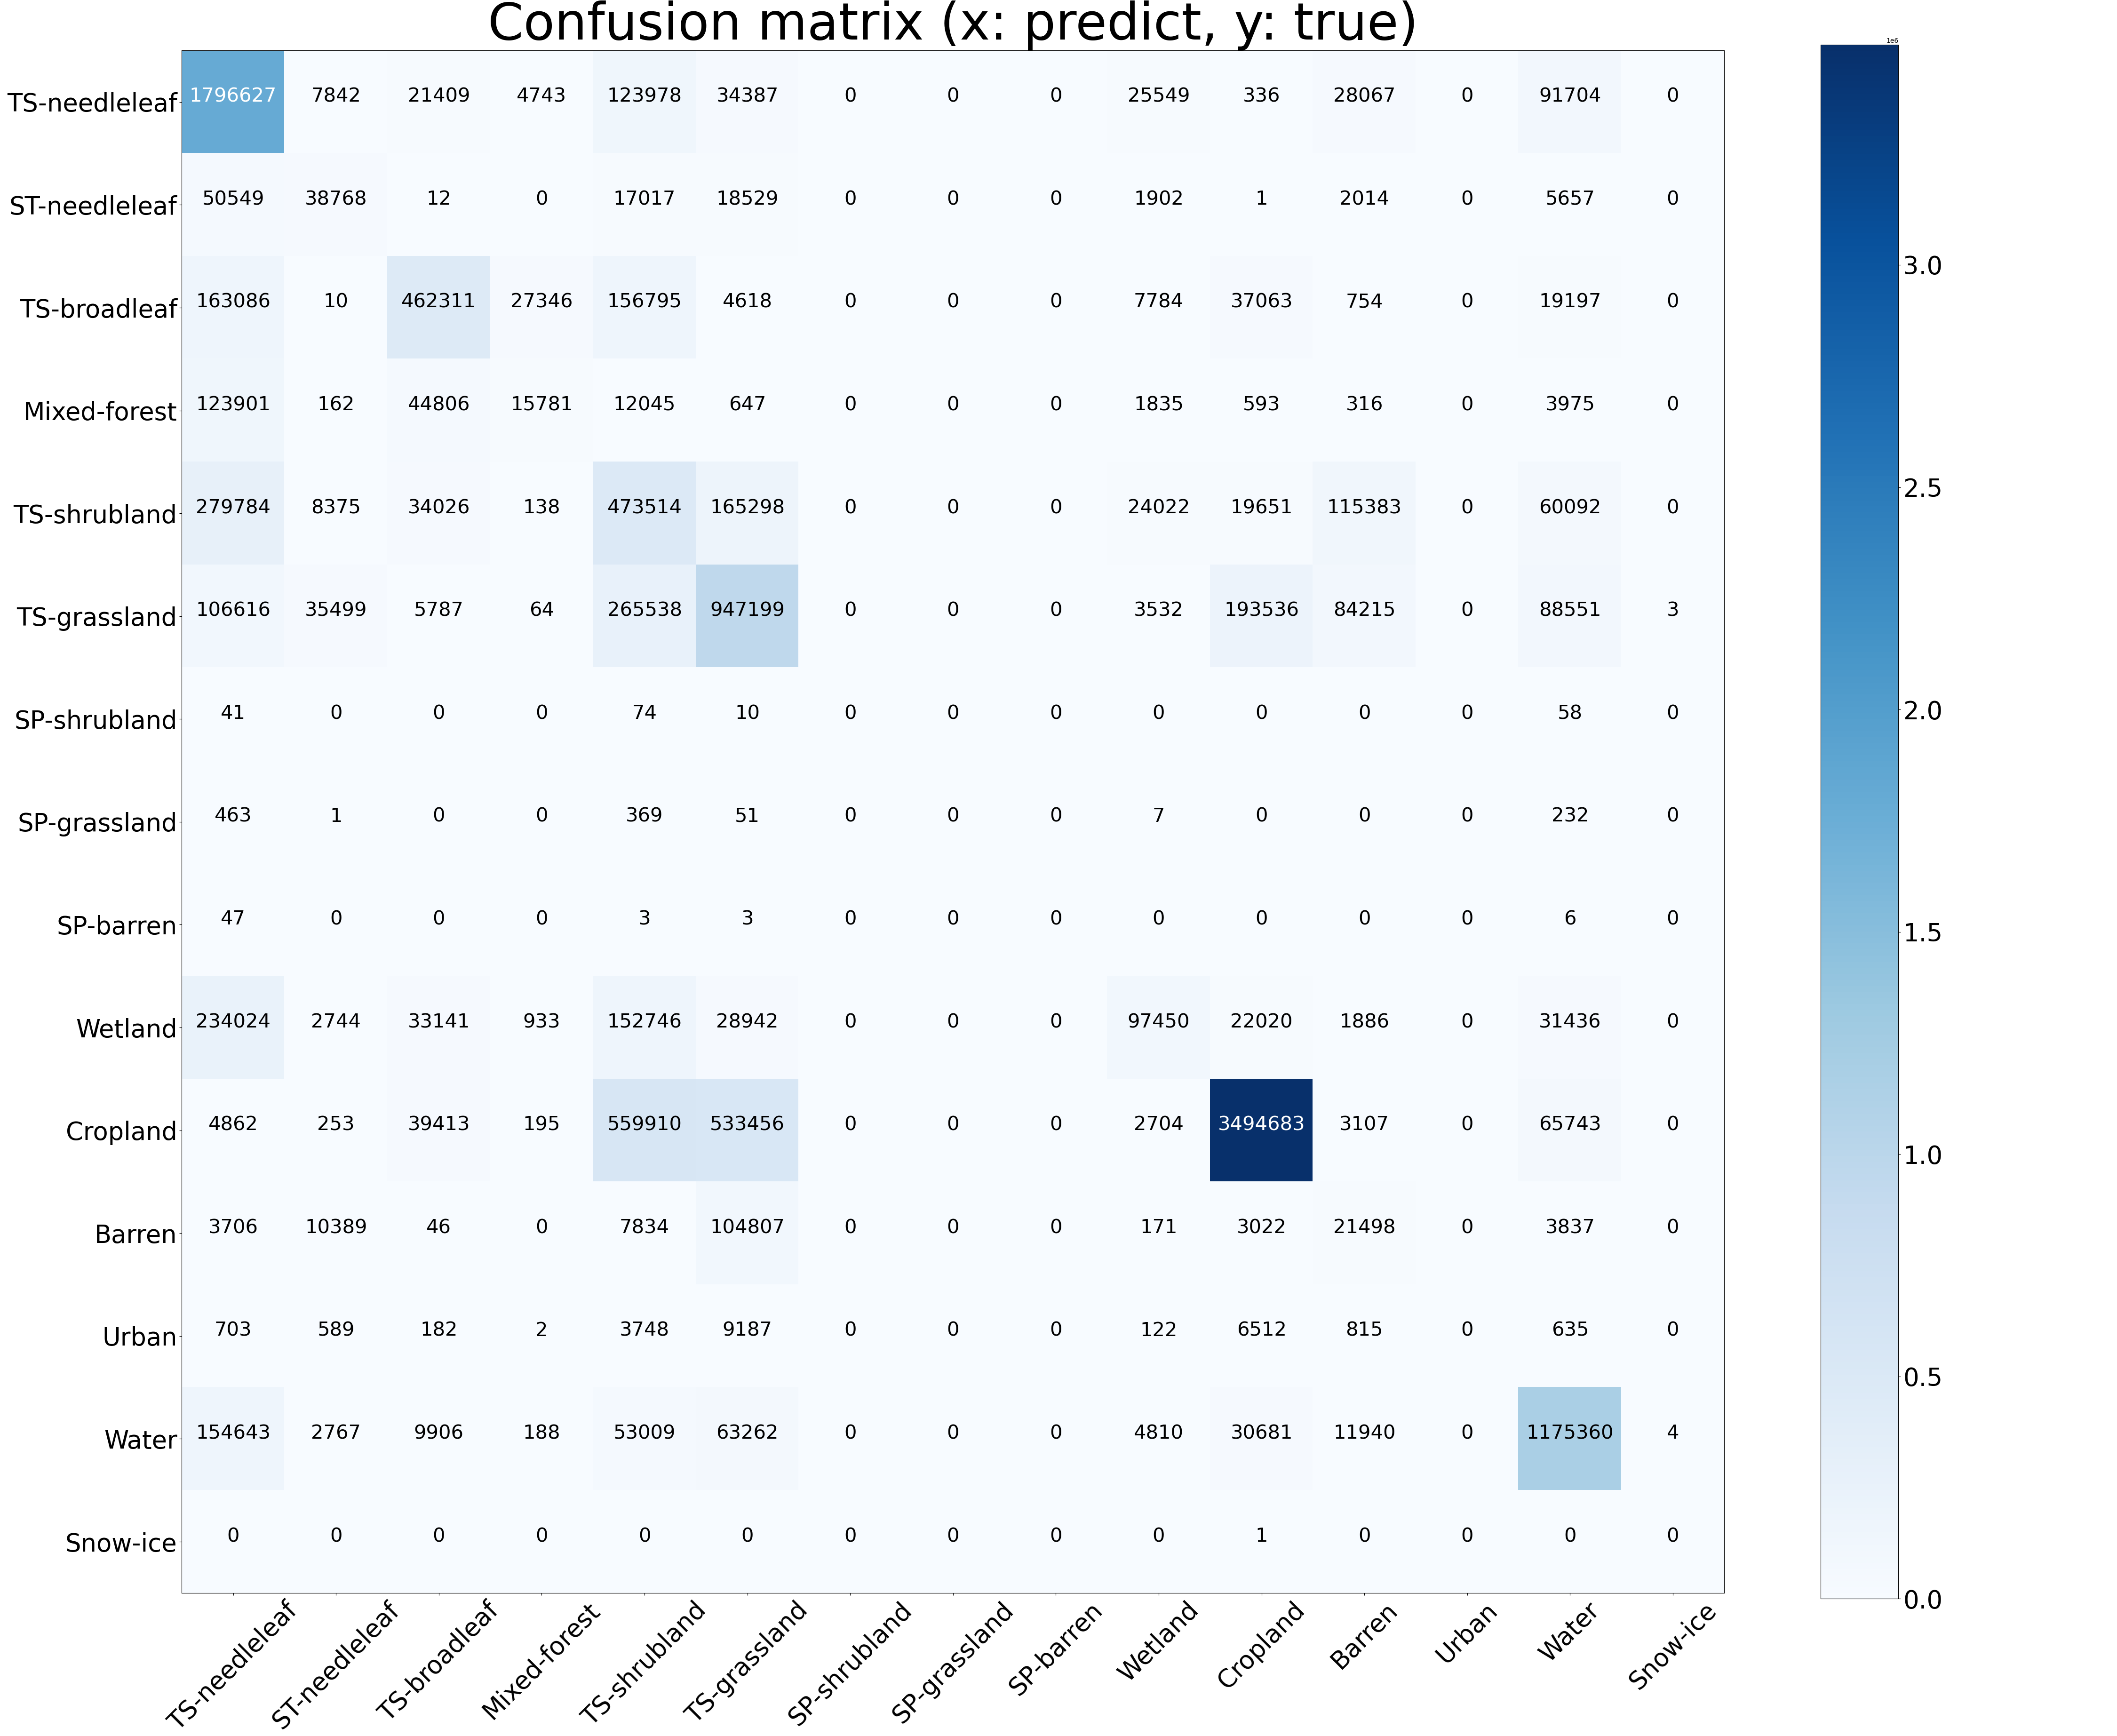 Confusion matrix (x: predict, y: true)
1e6
TS-needleleaf 1796627 7842 21409 4743 123978 34387 0 0 0 25549 336 28067 0 91704 0
ST-needleleaf 50549 38768 12 0 17017 18529 0 0 0 1902 1 2014 0 5657 0
TS-broadleaf 163086 10 462311 27346 156795 4618 0 0 0 7784 37063 754 0 19197 0
Mixed-forest 123901 162 44806 15781 12045 647 0 0 0 1835 593 316 0 3975 0
TS-shrubland 279784 8375 34026 138 473514 165298 0 0 0 24022 19651 115383 0 60092 0
TS-grassland 106616 35499 5787 64 265538 947199 0 0 0 3532 193536 84215 0 88551 3
SP-shrubland 41 0 0 0 74 10 0 0 0 0 0 0 0 58 0
SP-grassland 463 1 0 0 369 51 0 0 0 7 0 0 0 232 0
SP-barren 47 0 0 0 3 3 0 0 0 0 0 0 0 6 0
Wetland 234024 2744 33141 933 152746 28942 0 0 0 97450 22020 1886 0 31436 0
Cropland 4862 253 39413 195 559910 533456 0 0 0 2704 3494683 3107 0 65743 0
Barren 3706 10389 46 0 7834 104807 0 0 0 171 3022 21498 0 3837 0
Urban 703 589 182 2 3748 9187 0 0 0 122 6512 815 0 635 0
Water 154643 2767 9906 188 53009 63262 0 0 0 4810 30681 11940 0 1175360 4
Snow-ice 0 0 0 0 0 0 0 0 0 0 1 0 0 0 0
TS-needleleaf ST-needleleaf TS-broadleaf Mixed-forest TS-shrubland TS-grassland SP-shrubland SP-grassland SP-barren Wetland Cropland Barren Urban Water Snow-ice
3.0
2.5
2.0
1.5
1.0
0.5
0.0